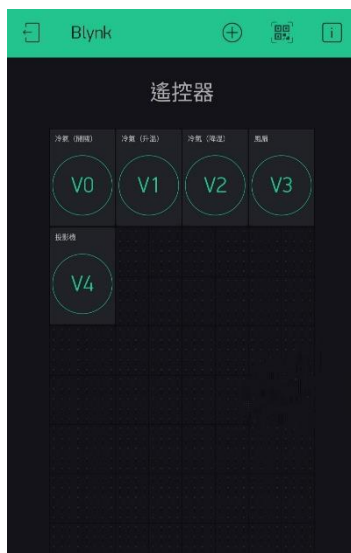 Blynk
遙控器
冷氣 (開關)
冷氣 (升溫)
冷氣 (降溫)
風扇
V0
V1
V2
V3
投影機
V4